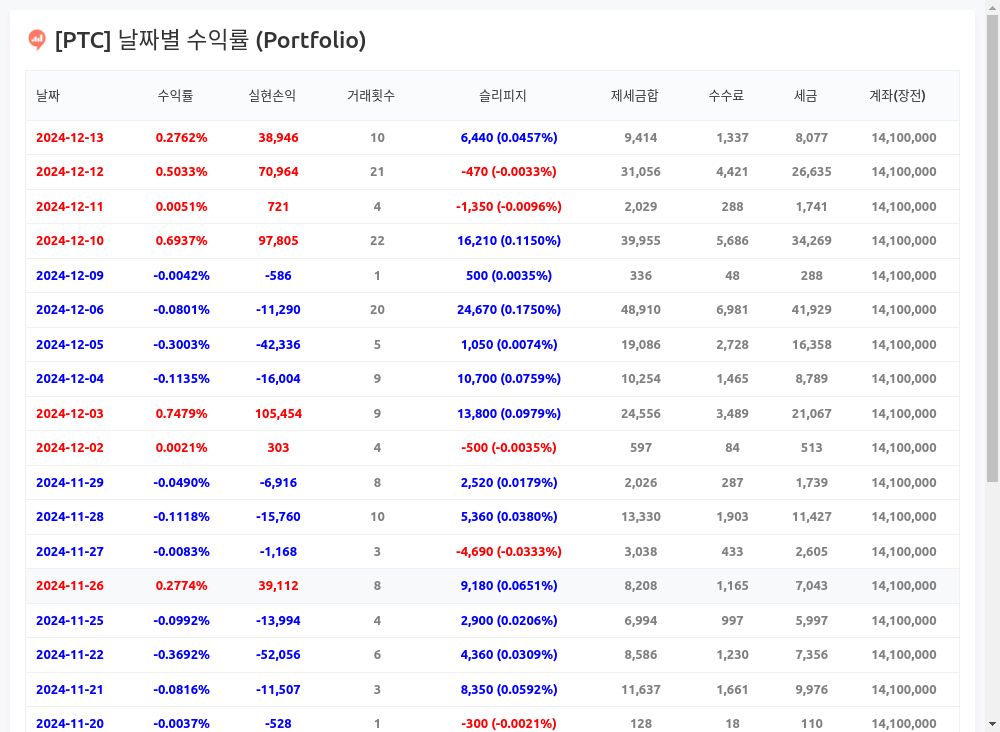 [PTC] 날짜별 수익률 (Portfolio)
날짜 수익률 실현손익 거래횟수 슬리피지 제세금합 수수료 세금 계좌(장전)
2024-12-13 0.2762% 38,946 10 6,440 (0.0457%) 9,414 1,337 8,077 14,100,000
2024-12-12 0.5033% 70,964 21 -470 (-0.0033%) 31,056 4,421 26,635 14,100,000
2024-12-11 0.0051% 721 4 -1,350 (-0.0096%) 2,029 288 1,741 14,100,000
2024-12-10 0.6937% 97,805 22 16,210 (0.1150%) 39,955 5,686 34,269 14,100,000
2024-12-09 -0.0042% -586 1 500 (0.0035%) 336 48 288 14,100,000
2024-12-06 -0.0801% -11,290 20 24,670 (0.1750%) 48,910 6,981 41,929 14,100,000
2024-12-05 -0.3003% -42,336 5 1,050 (0.0074%) 19,086 2,728 16,358 14,100,000
2024-12-04 -0.1135% -16,004 9 10,700 (0.0759%) 10,254 1,465 8,789 14,100,000
2024-12-03 0.7479% 105,454 9 13,800 (0.0979%) 24,556 3,489 21,067 14,100,000
2024-12-02 0.0021% 303 4 -500 (-0.0035%) 597 84 513 14,100,000
2024-11-29 -0.0490% -6,916 8 2,520 (0.0179%) 2,026 287 1,739 14,100,000
2024-11-28 -0.1118% -15,760 10 5,360 (0.0380%) 13,330 1,903 11,427 14,100,000
2024-11-27 -0.0083% -1,168 3 -4,690 (-0.0333%) 3,038 433 2,605 14,100,000
2024-11-26 0.2774% 39,112 8 9,180 (0.0651%) 8,208 1,165 7,043 14,100,000
2024-11-25 -0.0992% -13,994 4 2,900 (0.0206%) 6,994 997 5,997 14,100,000
2024-11-22 -0.3692% -52,056 6 4,360 (0.0309%) 8,586 1,230 7,356 14,100,000
2024-11-21 -0.0816% -11,507 3 8,350 (0.0592%) 11,637 1,661 9,976 14,100,000
2024-11-20 -0.0037% -528 1 -300 (-0.0021%) 128 18 110 14,100,000